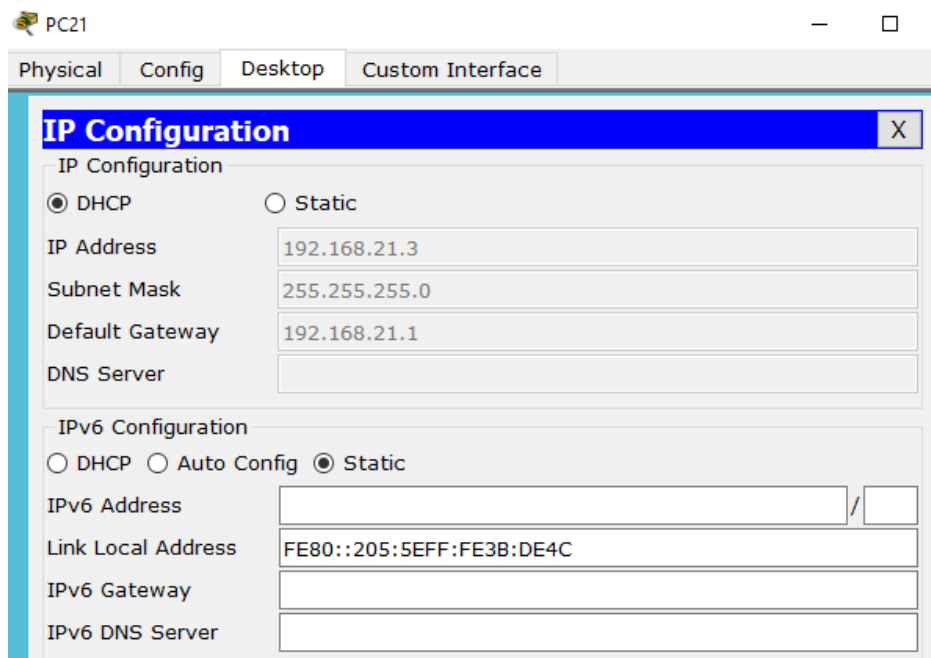 PC21
Physical Config Desktop Custom Interface
IP Configuration X
IP Configuration
DHCP Static
IP Address 192.168.21.3
Subnet Mask 255.255.255.0
Default Gateway 192.168.21.1
DNS Server
IPv6 Configuration
DHCP Auto Config Static
IPv6 Address /
Link Local Address FE80::205:5EFF:FE3B:DE4C
IPv6 Gateway
IPv6 DNS Server